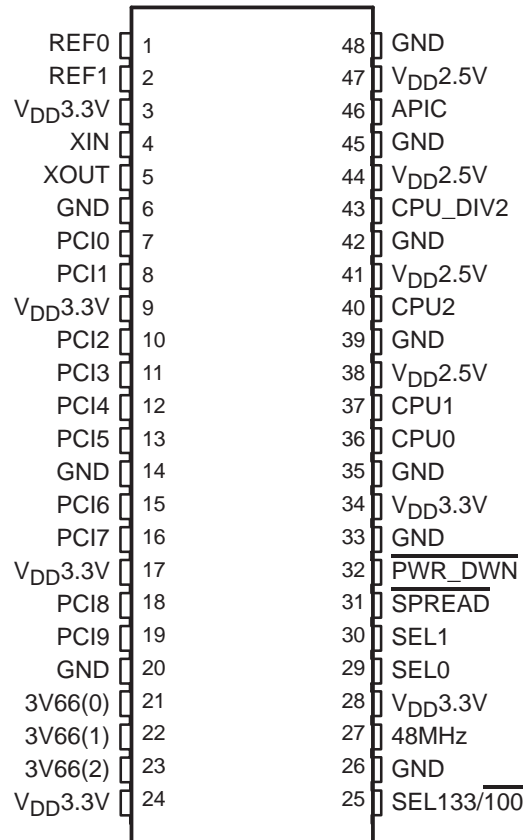 REF0 1 48 GND
REF1 2 47 VDD2.5V
VDD3.3V 3 46 APIC
XIN 4 45 GND
XOUT 5 44 VDD2.5V
GND 6 43 CPU_DIV2
PCI0 7 42 GND
PCI1 8 41 VDD2.5V
VDD3.3V 9 40 CPU2
PCI2 10 39 GND
PCI3 11 38 VDD2.5V
PCI4 12 37 CPU1
PCI5 13 36 CPU0
GND 14 35 GND
PCI6 15 34 VDD3.3V
PCI7 16 33 GND
VDD3.3V 17 32 PWR_DWN
PCI8 18 31 SPREAD
PCI9 19 30 SEL1
GND 20 29 SEL0
3V66(0) 21 28 VDD3.3V
3V66(1) 22 27 48MHz
3V66(2) 23 26 GND
VDD3.3V 24 25 SEL133/100